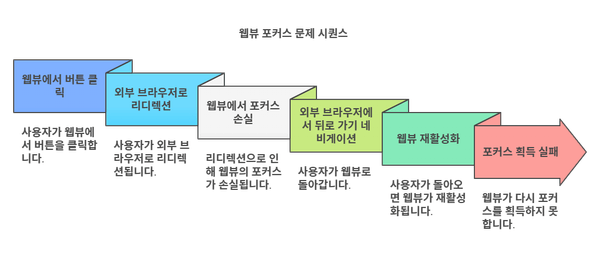 웹뷰 포커스 문제 시퀀스
웹뷰에서 버튼 클
릭
사용자가 웹뷰에
서 버튼을 클릭합
니다.
외부 브라우저로
리디렉션
사용자가 외부 브
라우저로 리디렉
션됩니다.
웹뷰에서 포커스
손실
리디렉션으로 인
해 웹뷰의 포커스
가 손실됩니다.
외부 브라우저에
서 뒤로 가기 네
비게이션
사용자가 웹뷰로
돌아갑니다.
웹뷰 재활성화
사용자가 돌아오
면 웹뷰가 재활성
화됩니다.
포커스 획득 실패
웹뷰가 다시 포커
스를 획득하지 못
합니다.